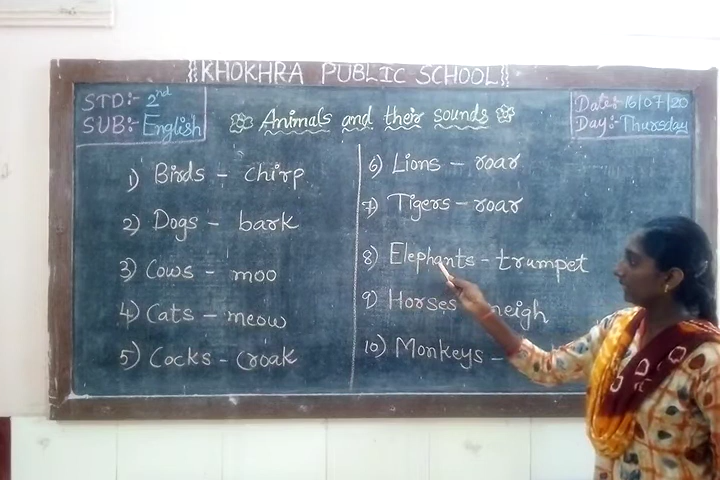 KHOKHRA PUBLIC SCHOOL
STD:- 2nd
SUB:- English
Animals and their sounds
Date:- 16/07/20
Day:- Thursday
1) Birds - chirp
2) Dogs - bark
3) Cows - moo
4) Cats - meow
5) Cocks - Croak
6) Lions - roar
7) Tigers - roar
8) Elephants - trumpet
9) Horses neigh
10) Monkeys -